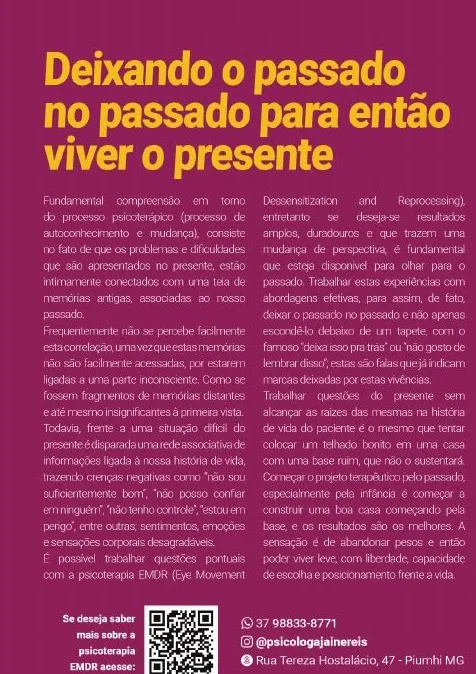 Deixando o passado
no passado para então
viver o presente
Fundamental compreensão em torno
do processo psicoterápico (processo de
autoconhecimento e mudança), consiste
no fato de que os problemas e dificuldades
que são apresentados no presente, estão
intimamente conectados com uma teia de
memórias antigas, associadas ao nosso
passado.
Frequentemente não se percebe facilmente
esta correlação, uma vez que estas memórias
não são facilmente acessadas, por estarem
ligadas a uma parte inconsciente. Como se
fossem fragmentos de memórias distantes
e até mesmo insignificantes à primeira vista.
Todavia, frente a uma situação difícil do
presente é disparada uma rede associativa de
informações ligada à nossa história de vida,
trazendo crenças negativas como "não sou
suficientemente bom", "não posso confiar
em ninguém", "não tenho controle", "estou em
perigo", entre outras; sentimentos, emoções
e sensações corporais desagradáveis.
É possível trabalhar questões pontuais
com a psicoterapia EMDR (Eye Movement
Dessensitization and Reprocessing),
entretanto se deseja-se resultados
amplos, duradouros e que trazem uma
mudança de perspectiva, é fundamental
que esteja disponível para olhar para o
passado. Trabalhar estas experiências com
abordagens efetivas, para assim, de fato,
deixar o passado no passado e não apenas
escondê-lo debaixo de um tapete, com o
famoso "deixa isso pra trás" ou "não gosto de
lembrar disso"; estas são falas que já indicam
marcas deixadas por estas vivências.
Trabalhar questões do presente sem
alcançar as raízes das mesmas na história
de vida do paciente é o mesmo que tentar
colocar um telhado bonito em uma casa
com uma base ruim, que não o sustentará.
Começar o projeto terapêutico pelo passado,
especialmente pela infância é começar a
construir uma boa casa começando pela
base, e os resultados são os melhores. A
sensação é de abandonar pesos e então
poder viver leve, com liberdade, capacidade
de escolha e posicionamento frente a vida.
Se deseja saber
mais sobre a
psicoterapia
EMDR acesse:
37 98833-8771
@psicologajainereis
Rua Tereza Hostalácio, 47 - Piumhi MG